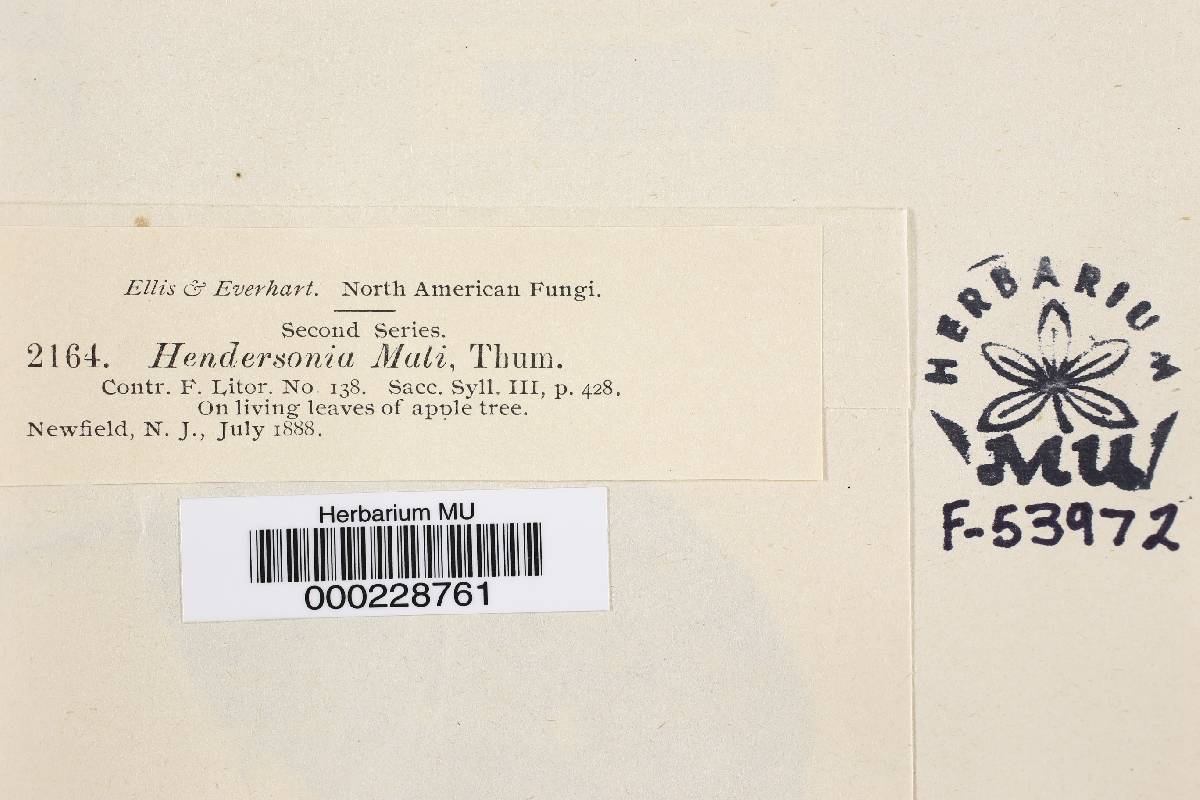 Ellis & Everhart. North American Fungi.
Second Series.
2164. Hendersonia Mali, Thum.
Contr. F. Litor. No. 138. Sacc. Syll. III, p. 428.
On living leaves of apple tree.
Newfield, N. J., July 1888.
Herbarium MU
000228761
HERBARIUM
MU
F-53972